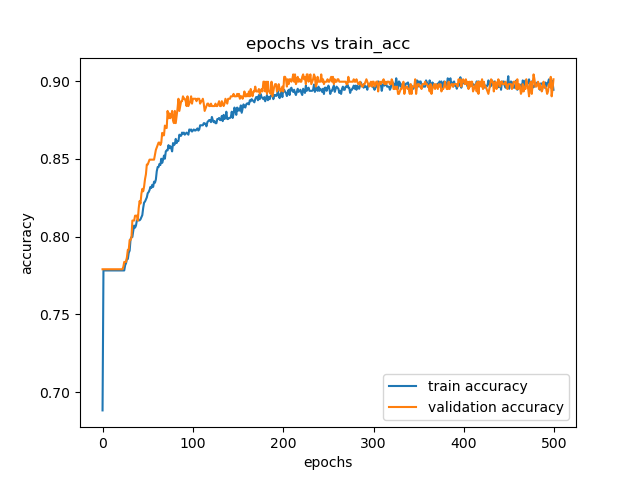 epochs vs train_acc
0.90
0.85
0.80
0.75
0.70
accuracy
0
100
200
300
400
500
epochs
train accuracy
validation accuracy